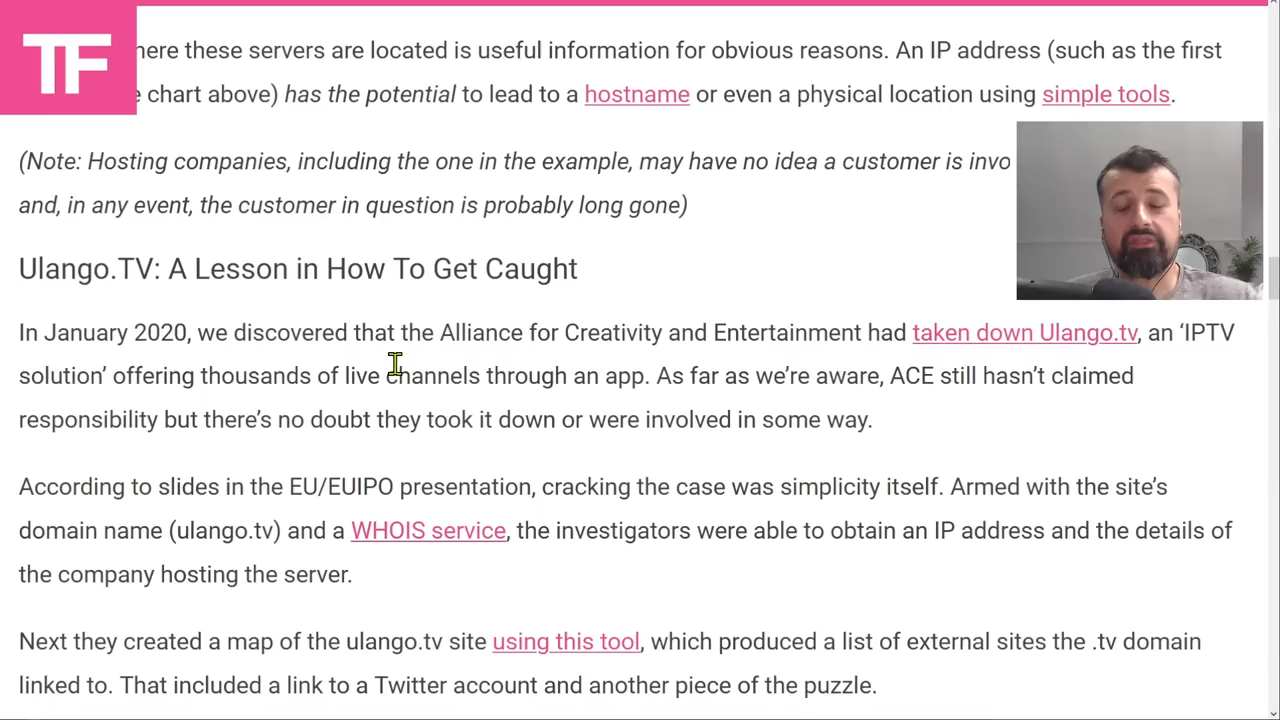 TF
here these servers are located is useful information for obvious reasons. An IP address (such as the first
chart above) has the potential to lead to a hostname or even a physical location using simple tools.
(Note: Hosting companies, including the one in the example, may have no idea a customer is
and, in any event, the customer in question is probably long gone)
Ulango.TV: A Lesson in How To Get Caught
In January 2020, we discovered that the Alliance for Creativity and Entertainment had taken down Ulango.tv, an ‘IPTV
solution’ offering thousands of live channels through an app. As far as we’re aware, ACE still hasn’t claimed
responsibility but there’s no doubt they took it down or were involved in some way.
According to slides in the EU/EUIPO presentation, cracking the case was simplicity itself. Armed with the site’s
domain name (ulango.tv) and a WHOIS service, the investigators were able to obtain an IP address and the details of
the company hosting the server.
Next they created a map of the ulango.tv site using this tool, which produced a list of external sites the .tv domain
linked to. That included a link to a Twitter account and another piece of the puzzle.